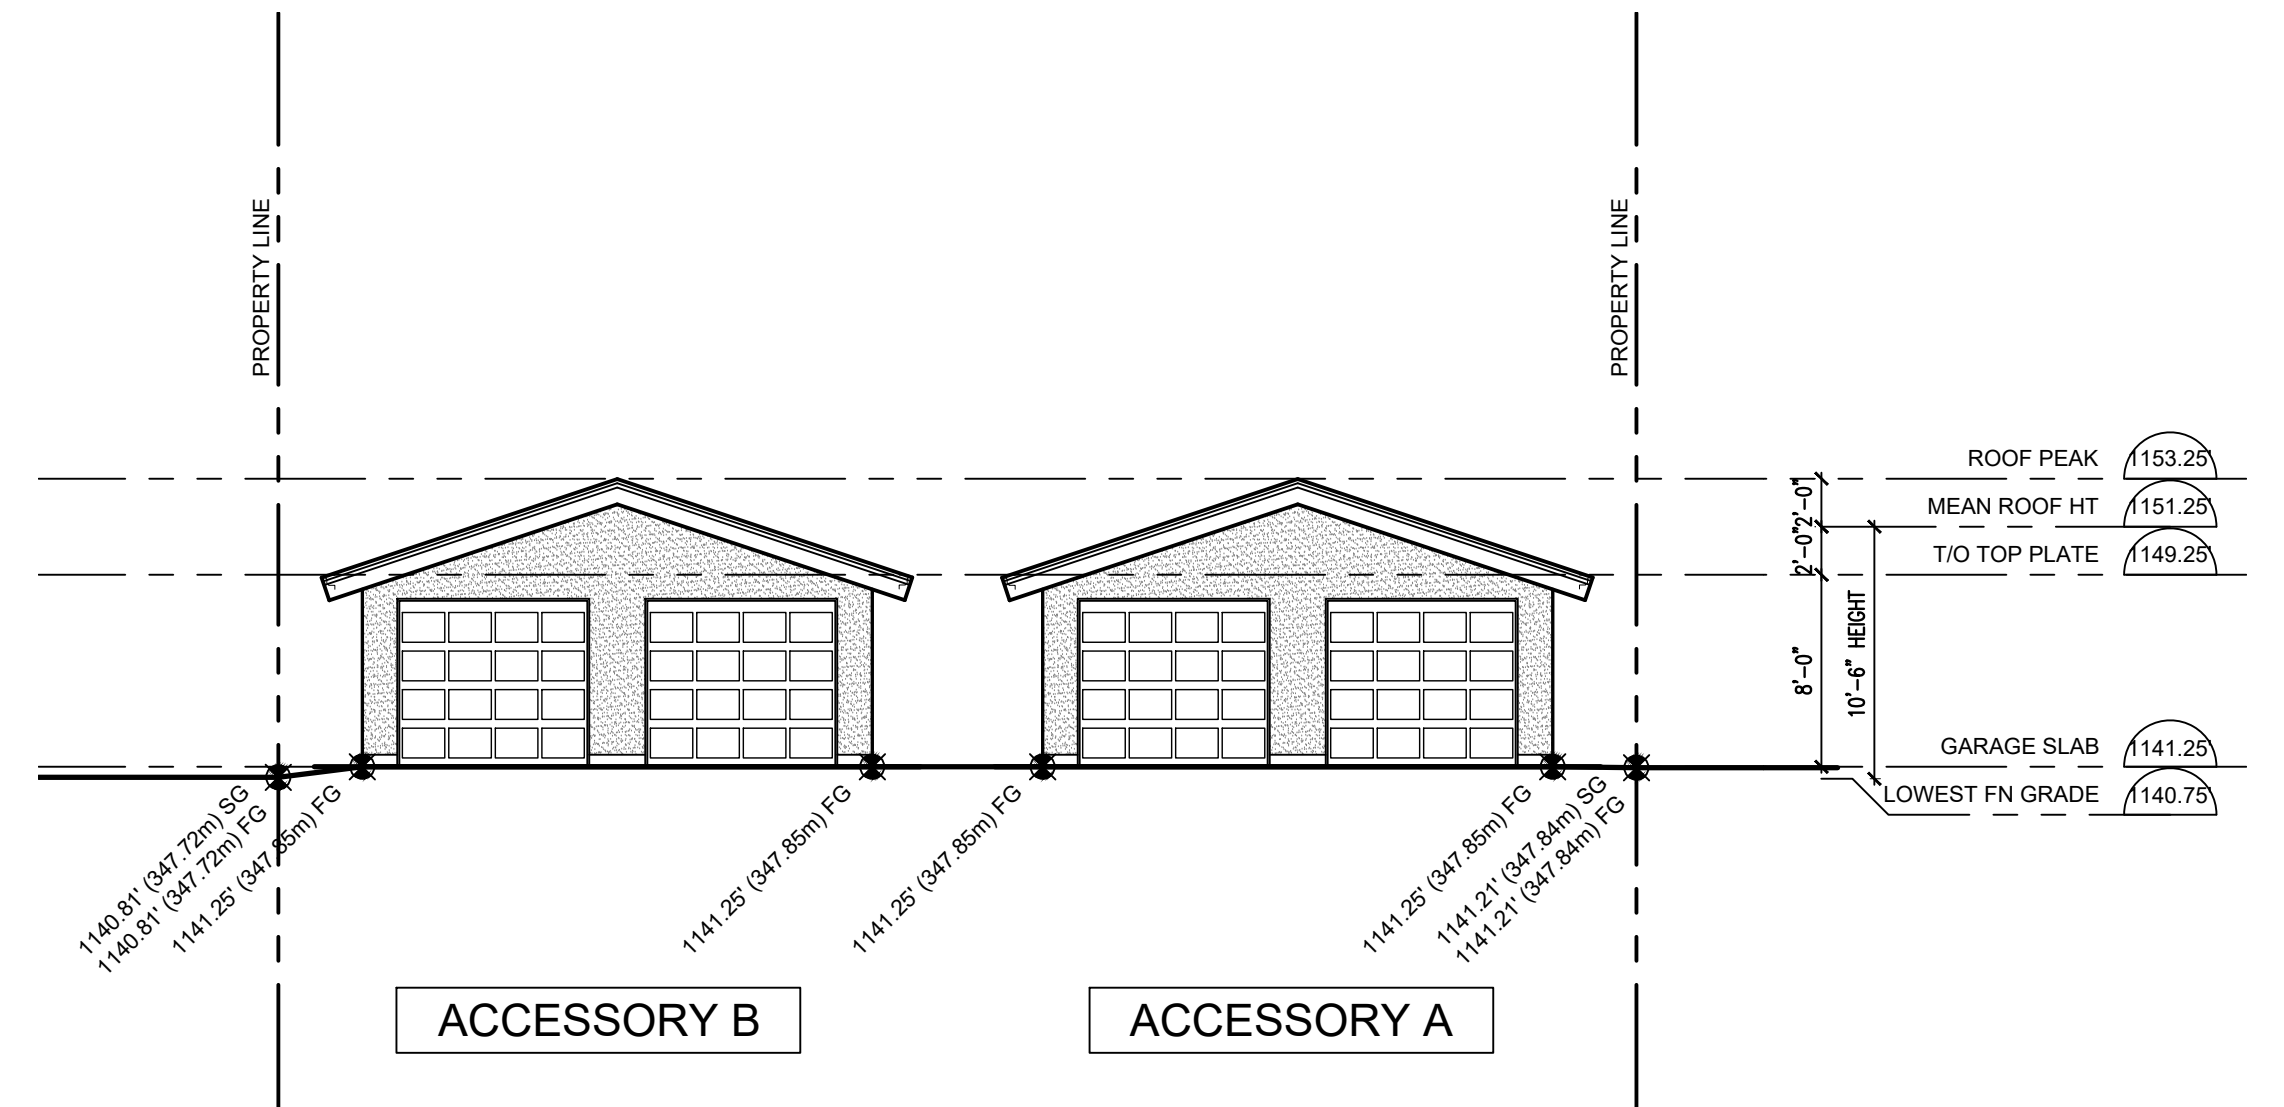 PROPERTY LINE
PROPERTY LINE
ROOF PEAK 1153.25'
MEAN ROOF HT 1151.25'
T/O TOP PLATE 1149.25'
2'-0"
2'-0"
8'-0"
10'-6" HEIGHT
GARAGE SLAB 1141.25'
LOWEST FN GRADE 1140.75'
1140.81' (347.72m) SG
1140.81' (347.72m) FG
1141.25' (347.85m) FG
1141.25' (347.85m) FG
1141.25' (347.85m) FG
1141.25' (347.85m) FG
1141.21' (347.84m) SG
1141.21' (347.84m) FG
ACCESSORY B
ACCESSORY A